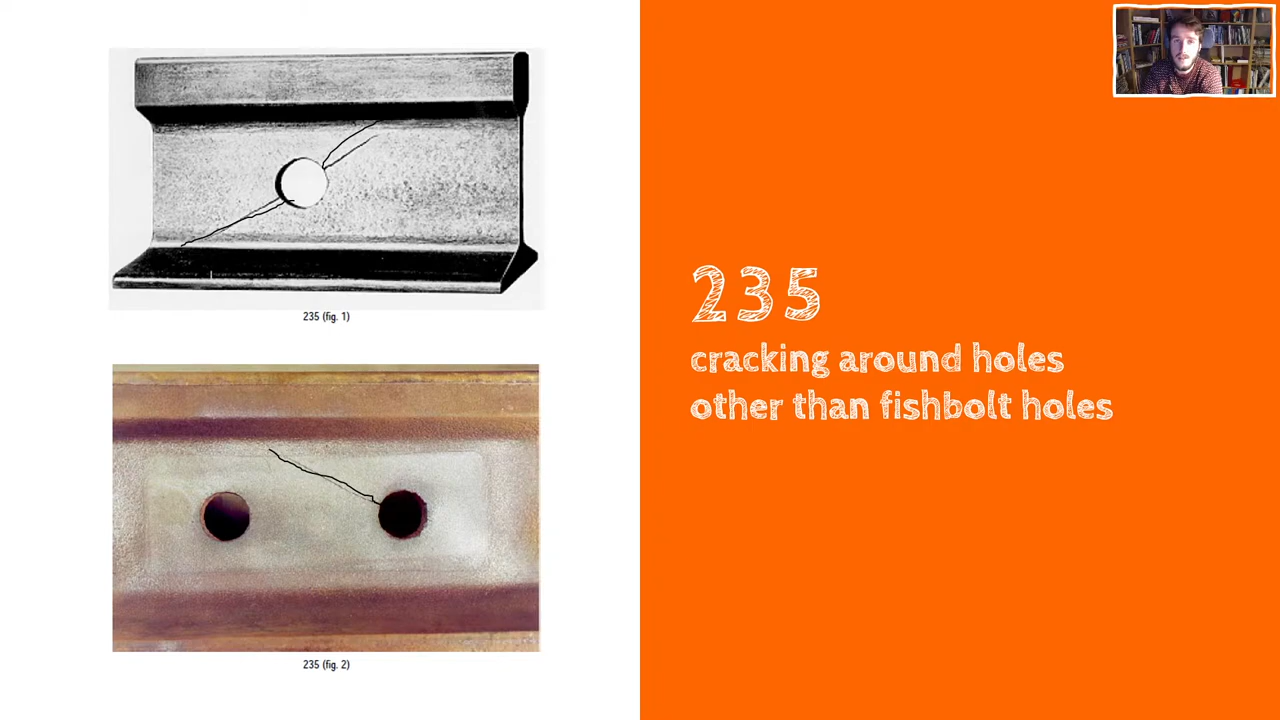 235 (fig. 1)
235 (fig. 2)
235
cracking around holes
other than fishbolt holes